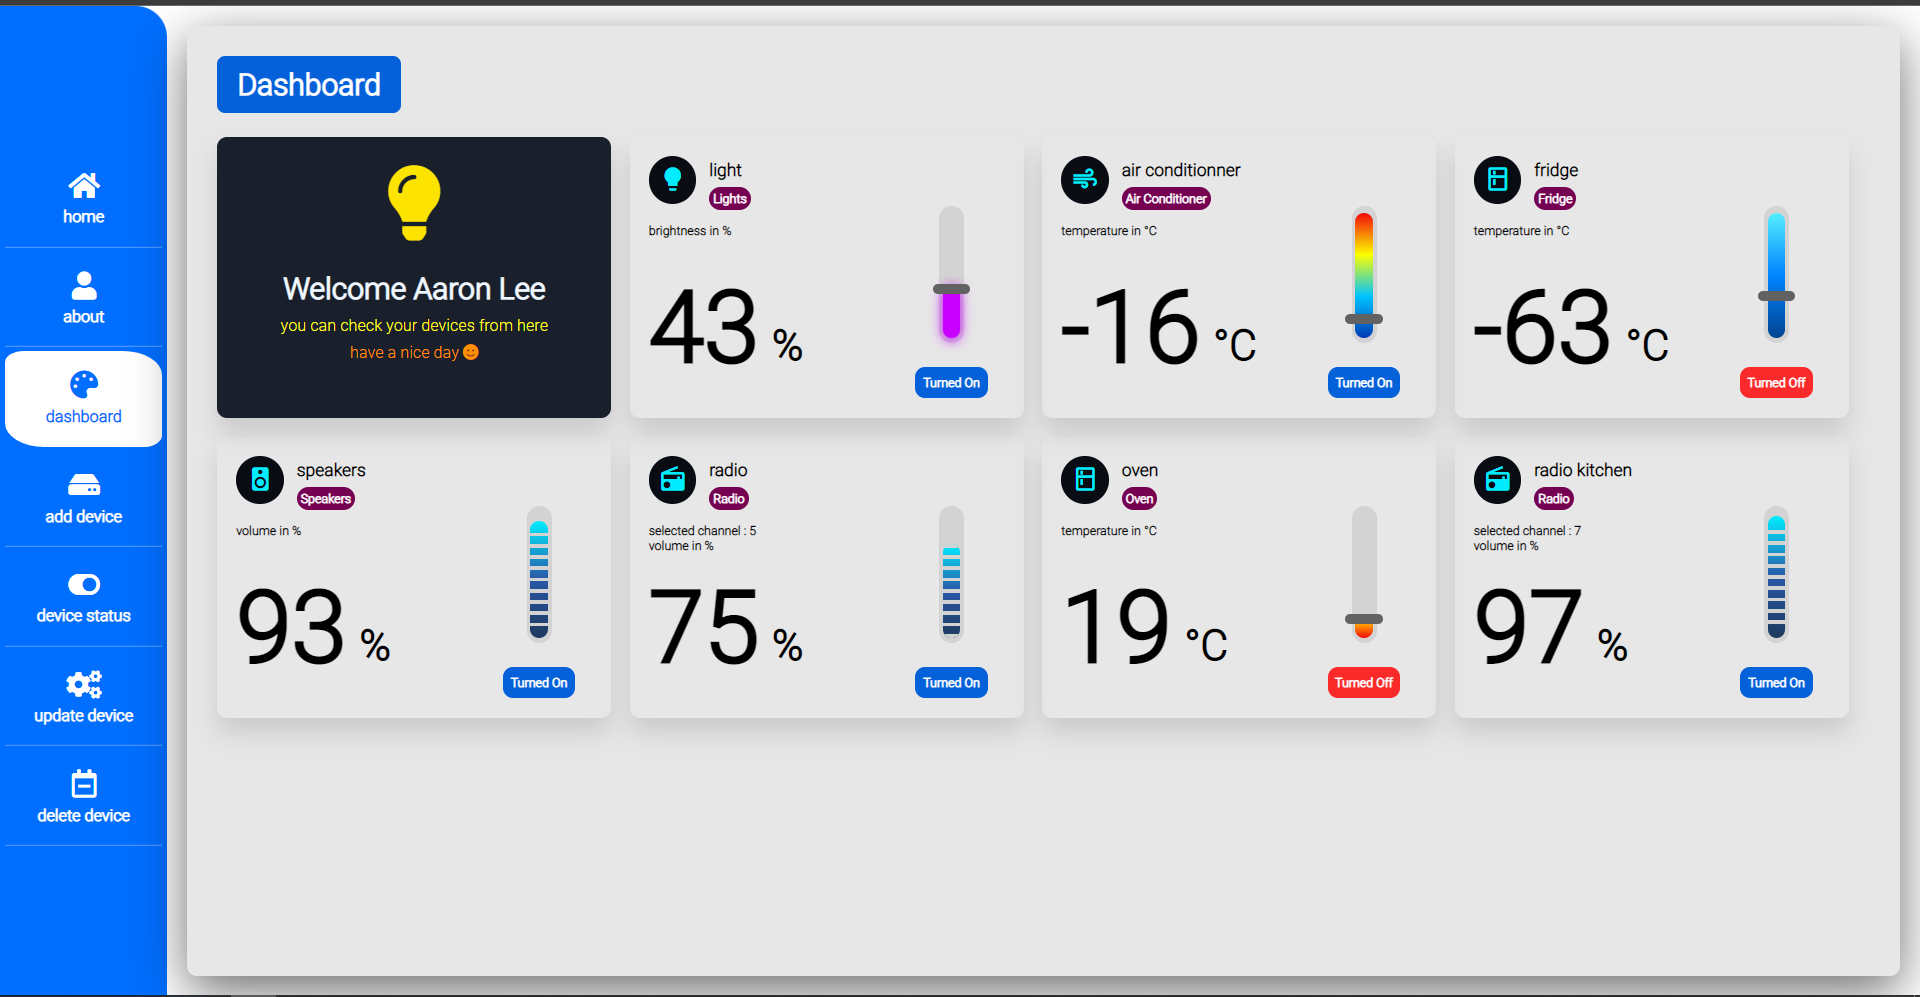 home
about
dashboard
add device
device status
update device
delete device
Dashboard
Welcome Aaron Lee
you can check your devices from here
have a nice day
light
Lights
brightness in %
43 %
Turned On
air conditionner
Air Conditioner
temperature in °C
-16 °C
Turned On
fridge
Fridge
temperature in °C
-63 °C
Turned Off
speakers
Speakers
volume in %
93 %
Turned On
radio
Radio
selected channel : 5
volume in %
75 %
Turned On
oven
Oven
temperature in °C
19 °C
Turned Off
radio kitchen
Radio
selected channel : 7
volume in %
97 %
Turned On